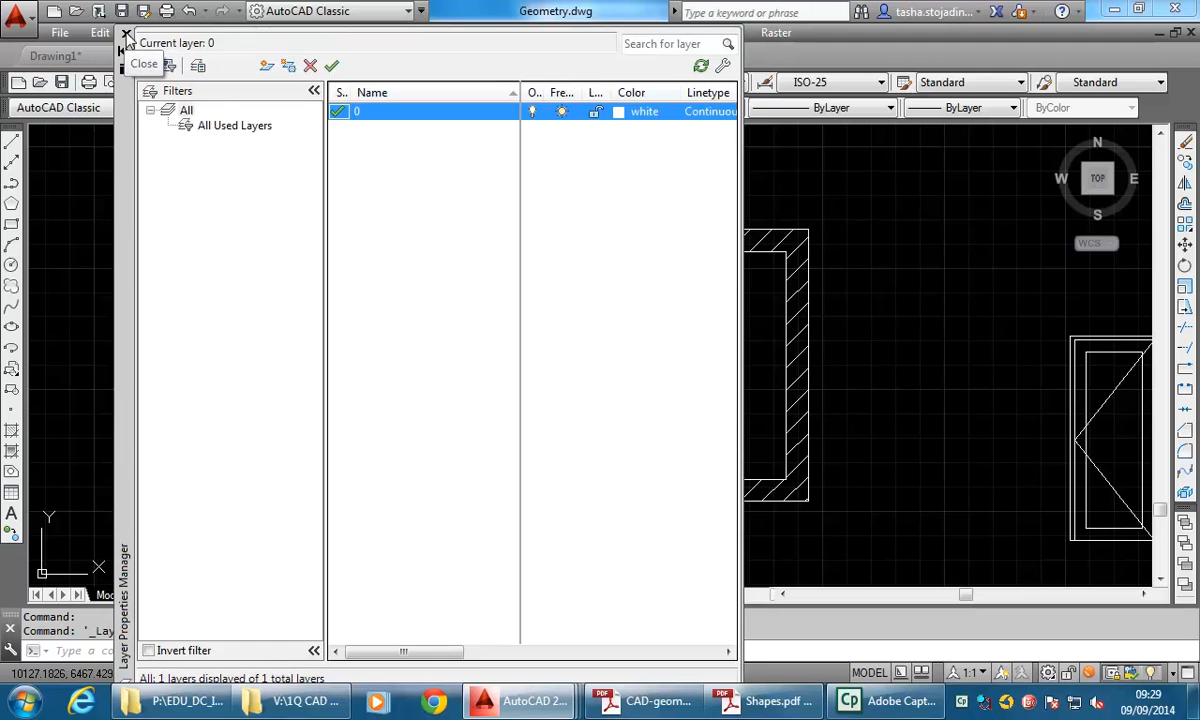 AutoCAD Classic
Geometry.dwg
Type a keyword or phrase
tasha.stojadin...
File
Edit
Raster
Current layer: 0
Search for layer
Drawing1*
Close
ISO-25
Standard
Standard
AutoCAD Classic
Filters
S..
Name
O..
Fre...
L...
Color
Linetype
ByLayer
ByLayer
ByColor
All
0
white
Continuou
All Used Layers
N
W
TOP
E
S
WCS
Y
X
Layer Properties Manager
Mo
Command:
Command: '_Lay
Type a co
Invert filter
10127.1826, 6467.429
All: 1 layers displayed of 1 total layers
MODEL
1:1
P:\EDU_DC_I...
V:\1Q CAD ...
AutoCAD 2...
CAD-geom...
Shapes.pdf ...
Adobe Capt...
09:29
09/09/2014